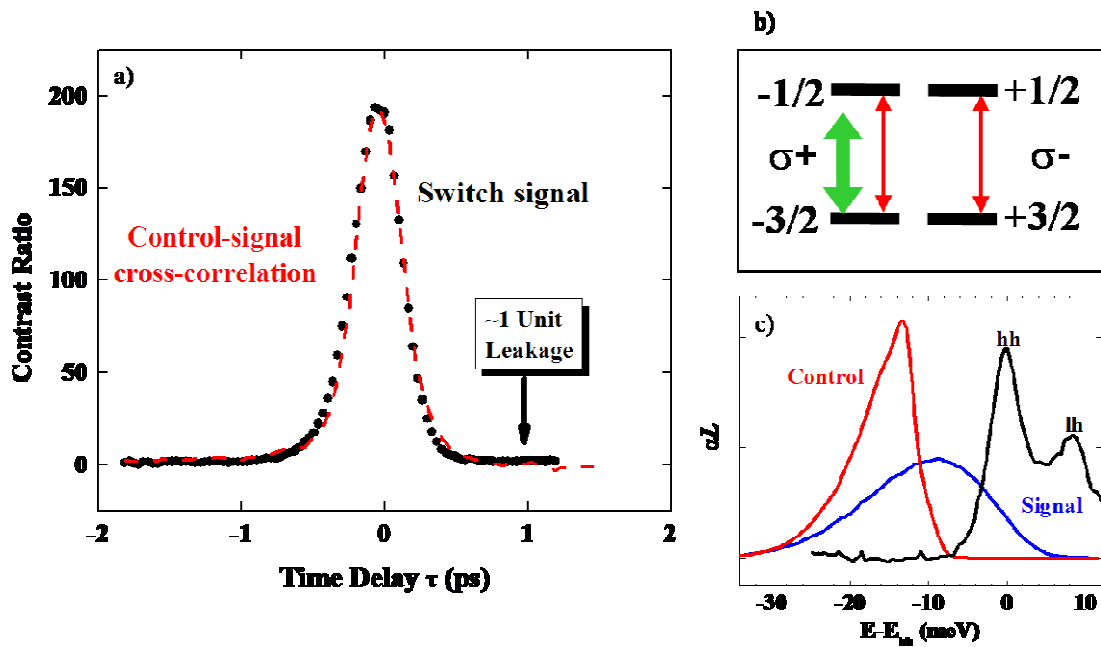 a)
200
150
100
50
0
Contrast Ratio
Switch signal
Control-signal
cross-correlation
~1 Unit
Leakage
-2
-1
0
1
2
Time Delay τ (ps)
b)
-1/2
+1/2
σ+
σ-
-3/2
+3/2
c)
hh
Control
lh
αL
Signal
-30
-20
-10
0
10
E-Ehh (meV)